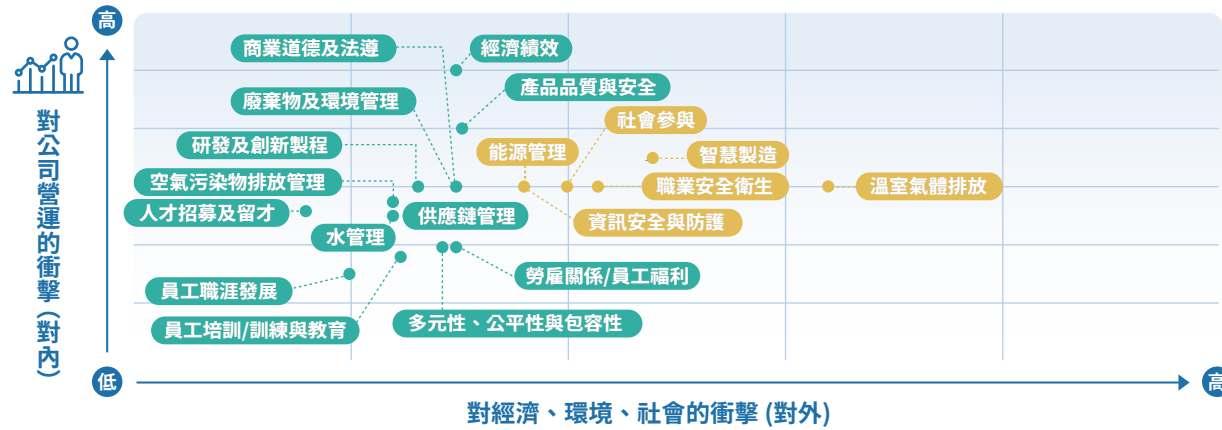 高
商業道德及法遵
經濟績效
產品品質與安全
廢棄物及環境管理
社會參與
研發及創新製程
能源管理
智慧製造
空氣污染物排放管理
職業安全衛生
溫室氣體排放
人才招募及留才
供應鏈管理
資訊安全與防護
水管理
勞雇關係/員工福利
員工職涯發展
多元性、公平性與包容性
員工培訓/訓練與教育
對公司營運的衝擊(對內)
低
高
對經濟、環境、社會的衝擊 (對外)